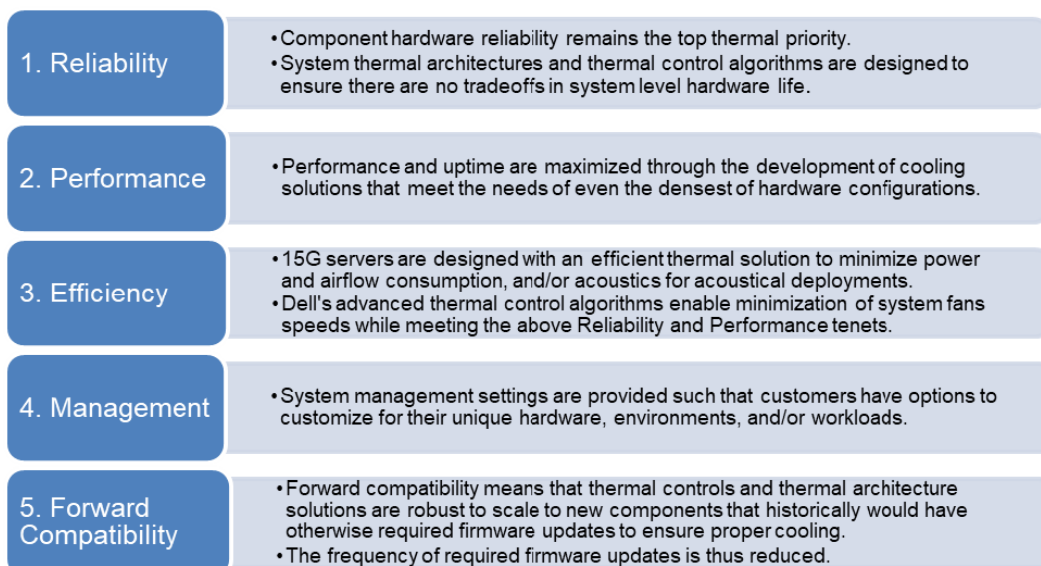 1. Reliability
•Component hardware reliability remains the top thermal priority.
•System thermal architectures and thermal control algorithms are designed to
ensure there are no tradeoffs in system level hardware life.
2. Performance
•Performance and uptime are maximized through the development of cooling
solutions that meet the needs of even the densest of hardware configurations.
3. Efficiency
•15G servers are designed with an efficient thermal solution to minimize power
and airflow consumption, and/or acoustics for acoustical deployments.
•Dell's advanced thermal control algorithms enable minimization of system fans
speeds while meeting the above Reliability and Performance tenets.
4. Management
•System management settings are provided such that customers have options to
customize for their unique hardware, environments, and/or workloads.
5. Forward
Compatibility
•Forward compatibility means that thermal controls and thermal architecture
solutions are robust to scale to new components that historically would have
otherwise required firmware updates to ensure proper cooling.
•The frequency of required firmware updates is thus reduced.